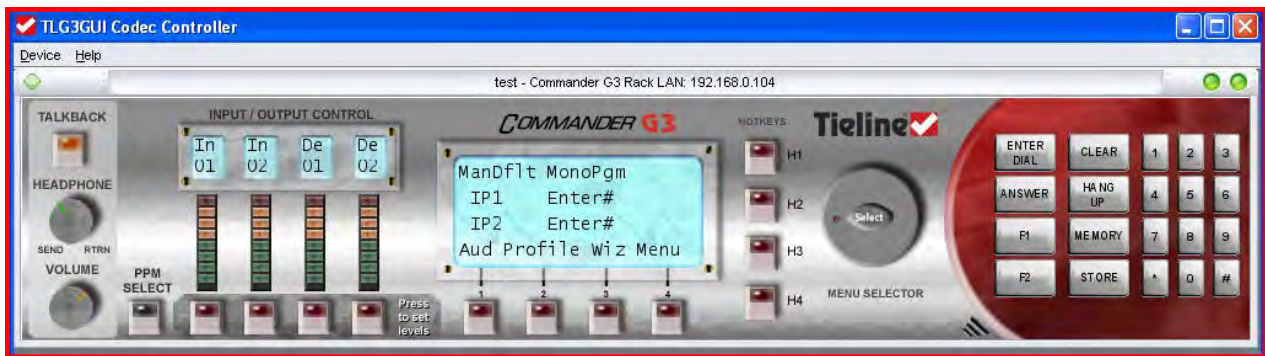 TLG3GUI Codec Controller
Device Help
test - Commander G3 Rack LAN: 192.168.0.104
TALKBACK
HEADPHONE
SEND RTRN
VOLUME
PPM
SELECT
INPUT / OUTPUT CONTROL
In In De De
01 02 01 02
Press
to set
levels
COMMANDER G3
ManDflt MonoPgm
IP1 Enter#
IP2 Enter#
Aud Profile Wiz Menu
1 2 3 4
HOTKEYS
H1
H2
H3
H4
Tieline
Select
MENU SELECTOR
ENTER DIAL CLEAR 1 2 3
ANSWER HANG UP 4 5 6
F1 MEMORY 7 8 9
F2 STORE * 0 #